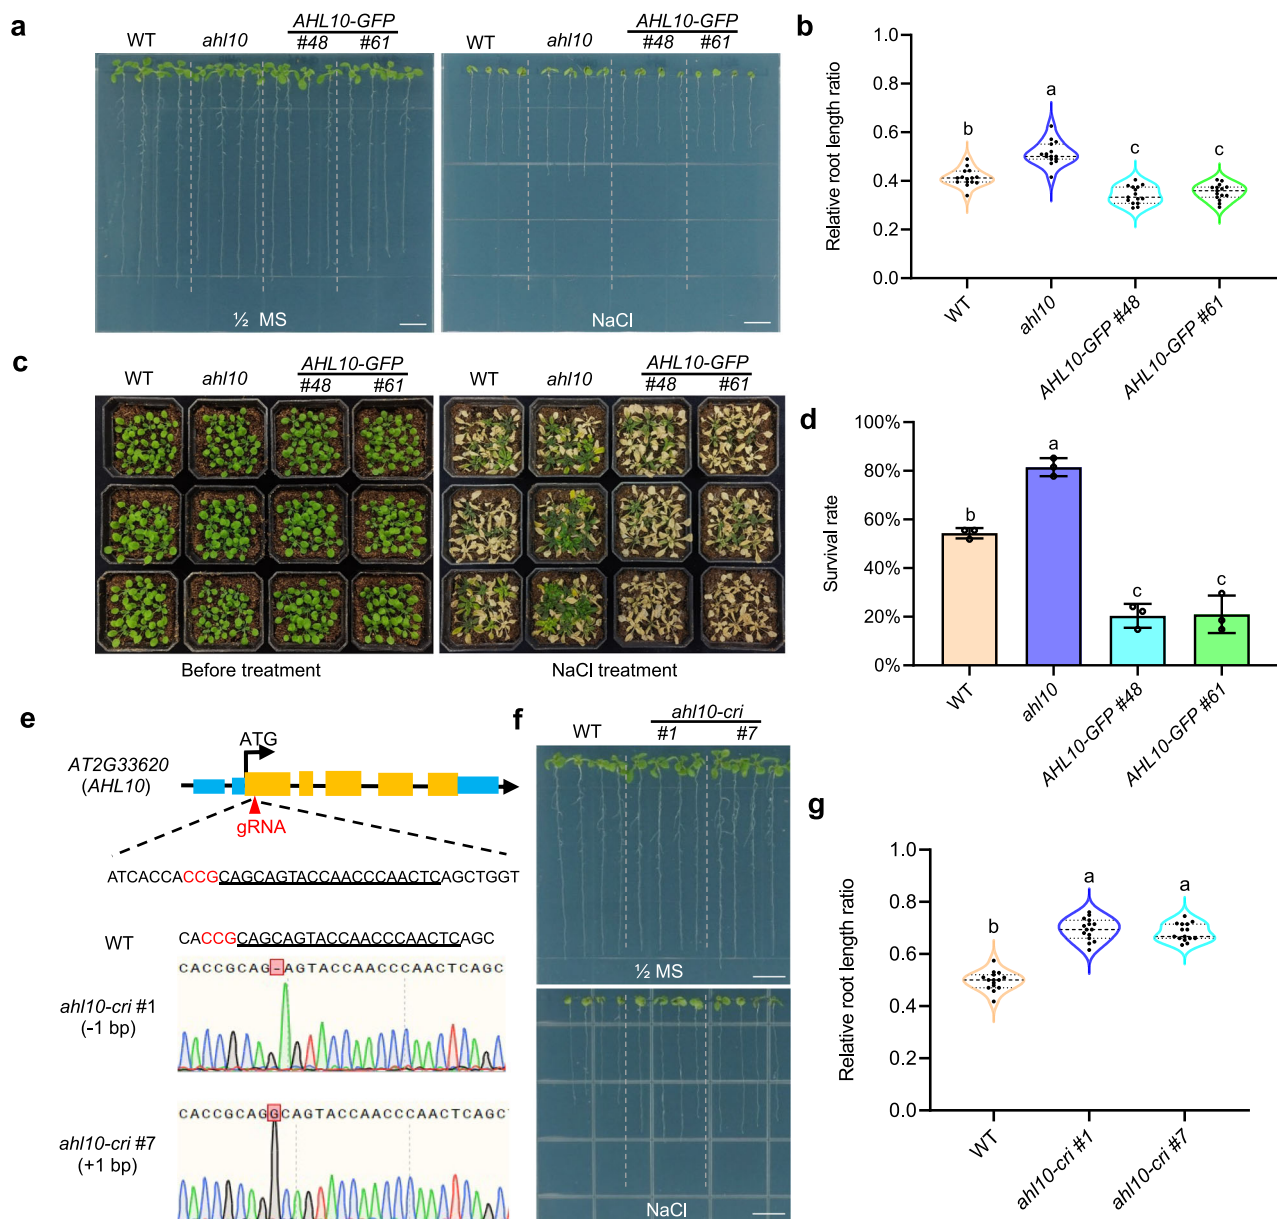 a
WT ahl10 AHL10-GFP #48 #61
WT ahl10 AHL10-GFP #48 #61
½ MS
NaCl
b
Relative root length ratio
1.0
0.8
0.6
0.4
0.2
0.0
b
a
c
c
WT
ahl10
AHL10-GFP #48
AHL10-GFP #61
c
WT ahl10 AHL10-GFP #48 #61
WT ahl10 AHL10-GFP #48 #61
Before treatment
NaCl treatment
d
Survival rate
100%
80%
60%
40%
20%
0%
b
a
c
c
WT
ahl10
AHL10-GFP #48
AHL10-GFP #61
e
ATG
AT2G33620
(AHL10)
gRNA
ATCACCACCGCAGCAGTACCAACCCAACTCAGCTGGT
WT
CACCGCAGCAGTACCAACCCAACTCAGC
CACCGCAG-AGTACCAACCCAACTCAGC
ahl10-cri #1
(-1 bp)
CACCGCAGGCAGTACCAACCCAACTCAGC
ahl10-cri #7
(+1 bp)
f
WT ahl10-cri #1 #7
½ MS
NaCl
g
Relative root length ratio
1.0
0.8
0.6
0.4
0.2
0.0
b
a
a
WT
ahl10-cri #1
ahl10-cri #7